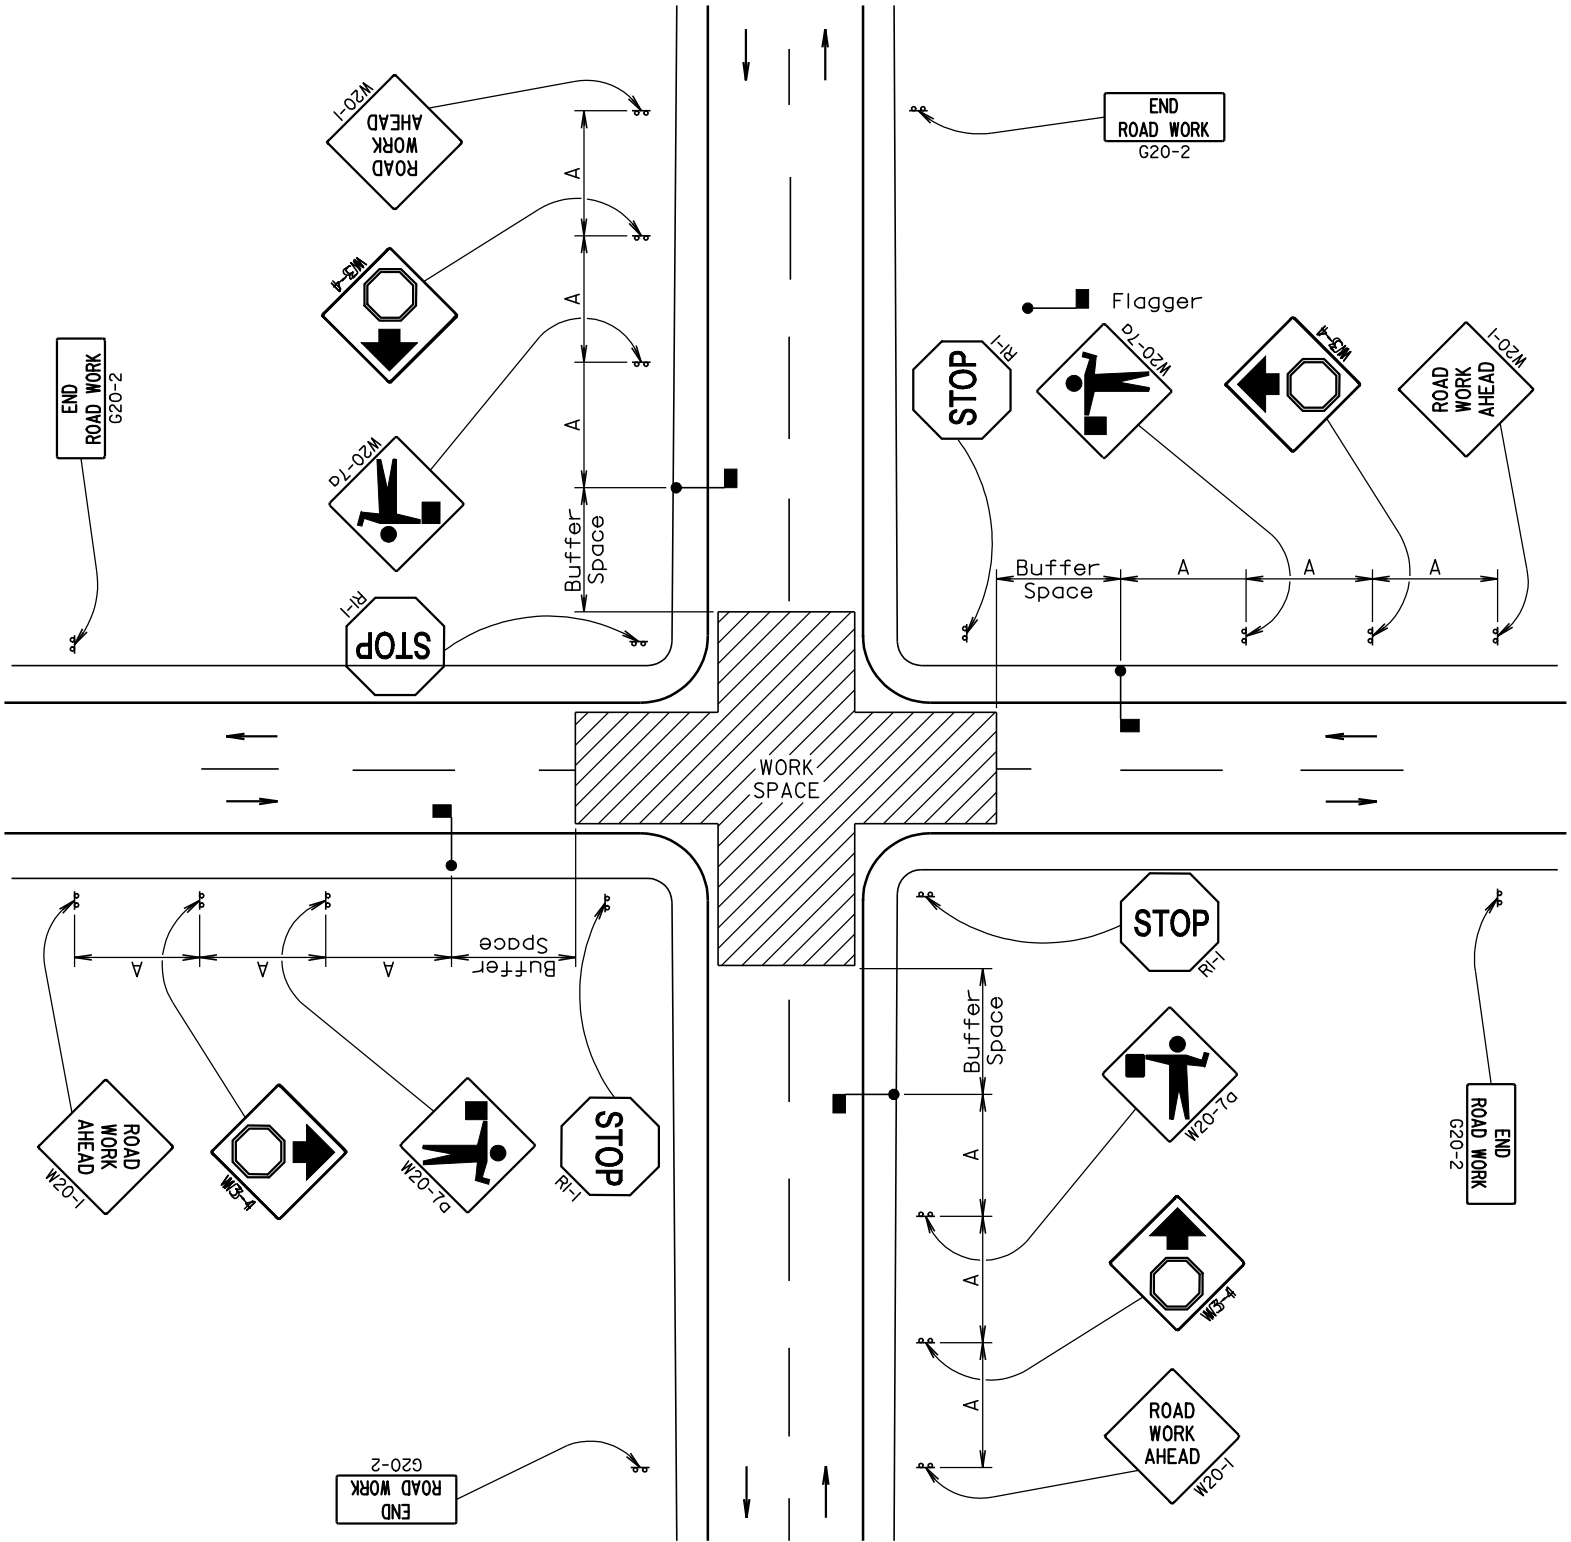 W20-1
ROAD
WORK
AHEAD
A
END
ROAD WORK
G20-2
W3-4
A
W20-7a
A
Buffer
Space
R1-1
STOP
END
ROAD WORK
G20-2
Flagger
R1-1
STOP
W20-7a
W3-4
W20-1
ROAD
WORK
AHEAD
Buffer
Space
A
A
A
WORK
SPACE
A
A
A
Buffer
Space
ROAD
WORK
AHEAD
W20-1
W3-4
W20-7a
STOP
R1-1
STOP
R1-1
Buffer
Space
W20-7a
A
A
W3-4
A
ROAD
WORK
AHEAD
W20-1
END
ROAD WORK
G20-2
END
ROAD WORK
G20-2